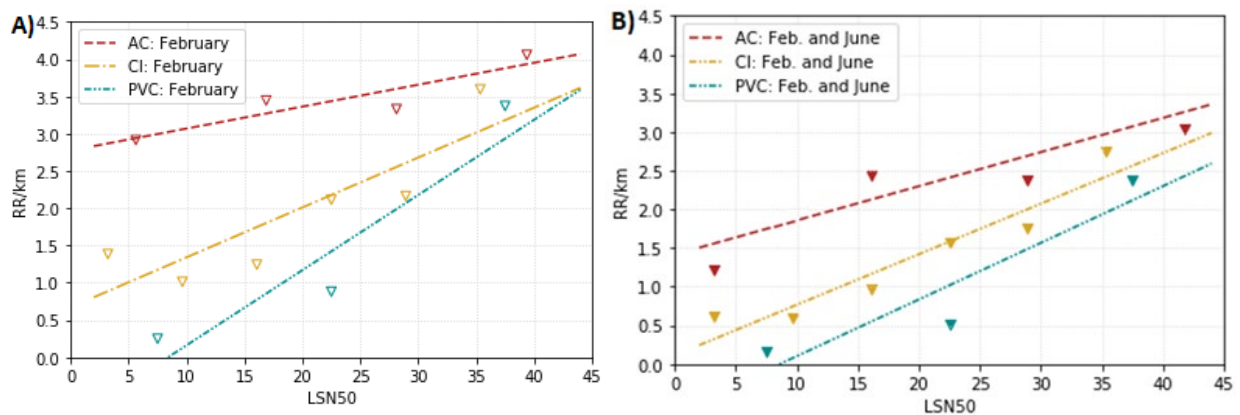 A)
AC: February
CI: February
PVC: February
4.5
4.0
3.5
3.0
2.5
2.0
1.5
1.0
0.5
0.0
RR/km
0 5 10 15 20 25 30 35 40 45
LSN50
B)
AC: Feb. and June
CI: Feb. and June
PVC: Feb. and June
4.5
4.0
3.5
3.0
2.5
2.0
1.5
1.0
0.5
0.0
RR/km
0 5 10 15 20 25 30 35 40 45
LSN50